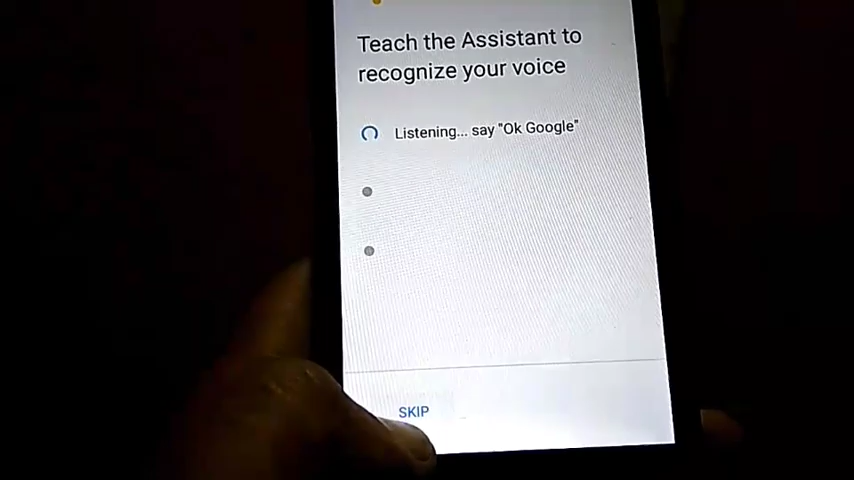 Teach the Assistant to
recognize your voice
Listening... say "Ok Google"
SKIP